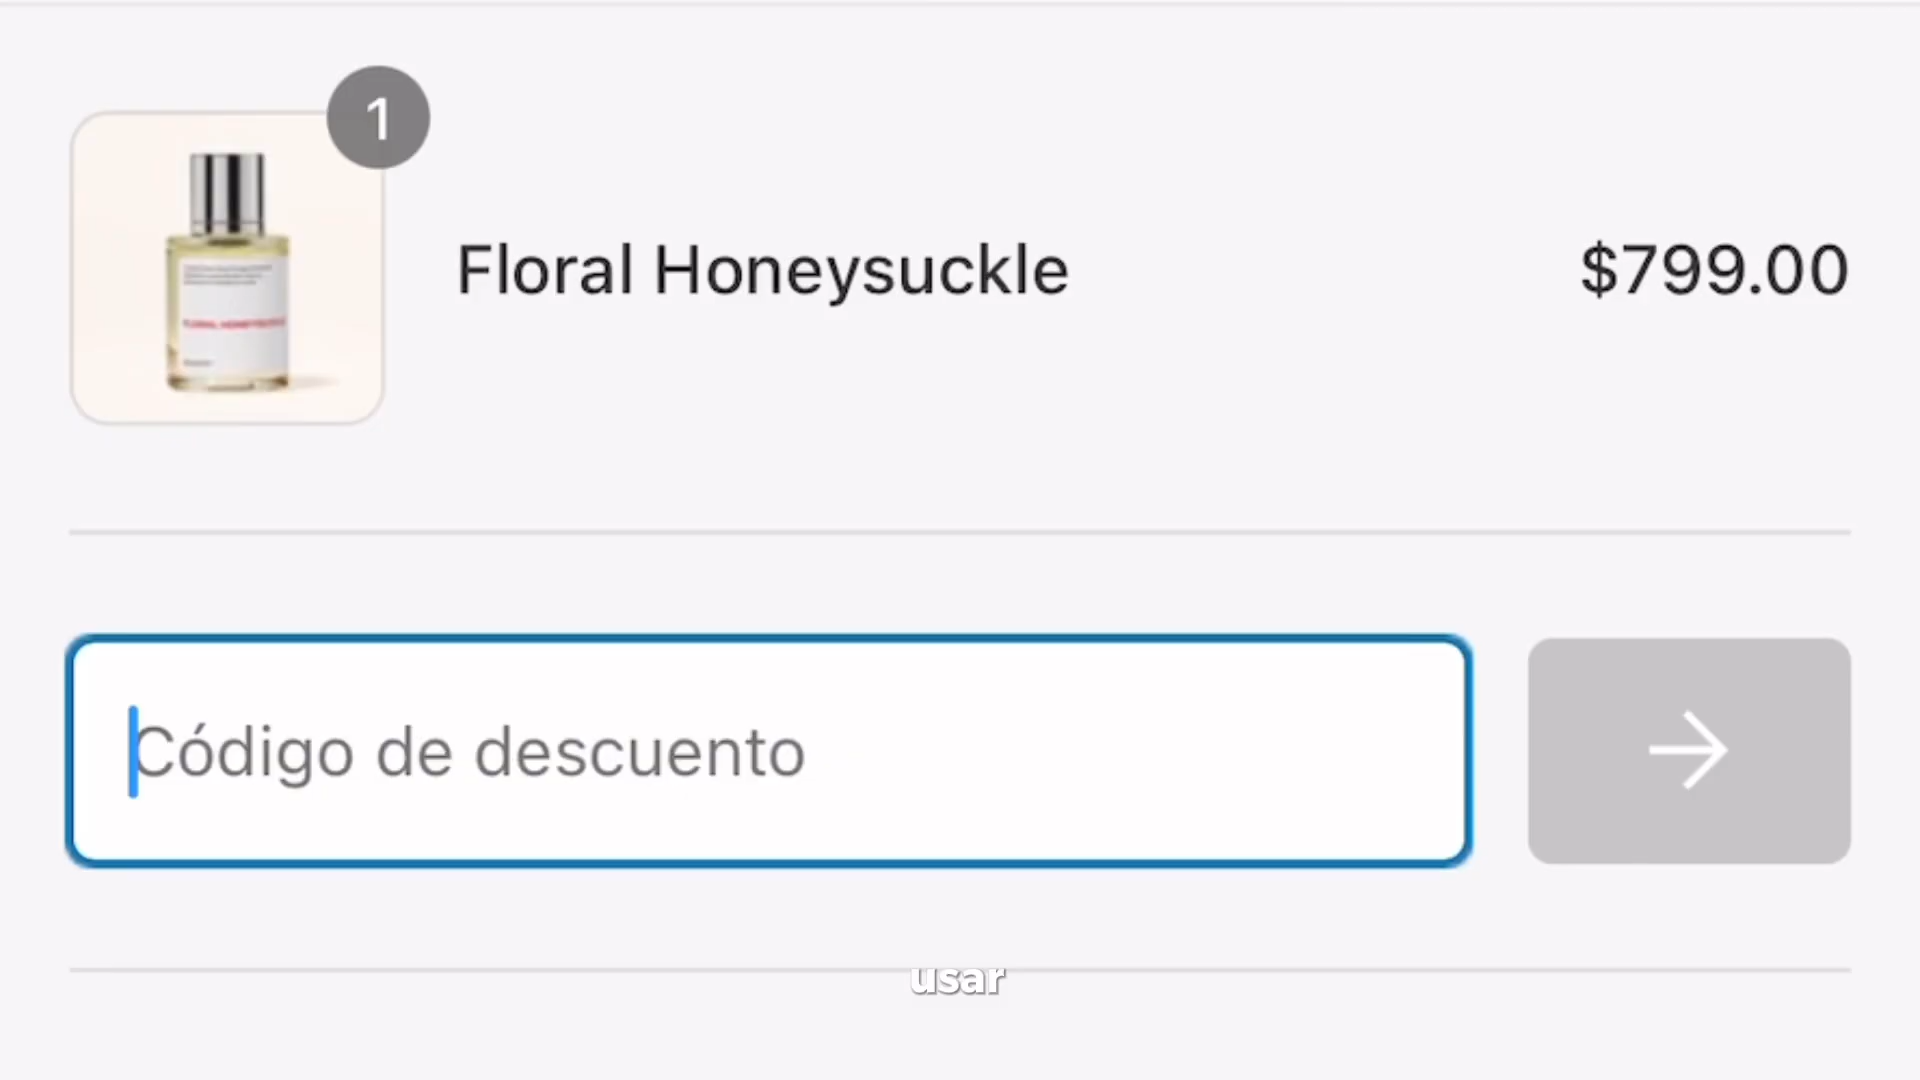 1
Floral Honeysuckle
$799.00
Código de descuento
usar